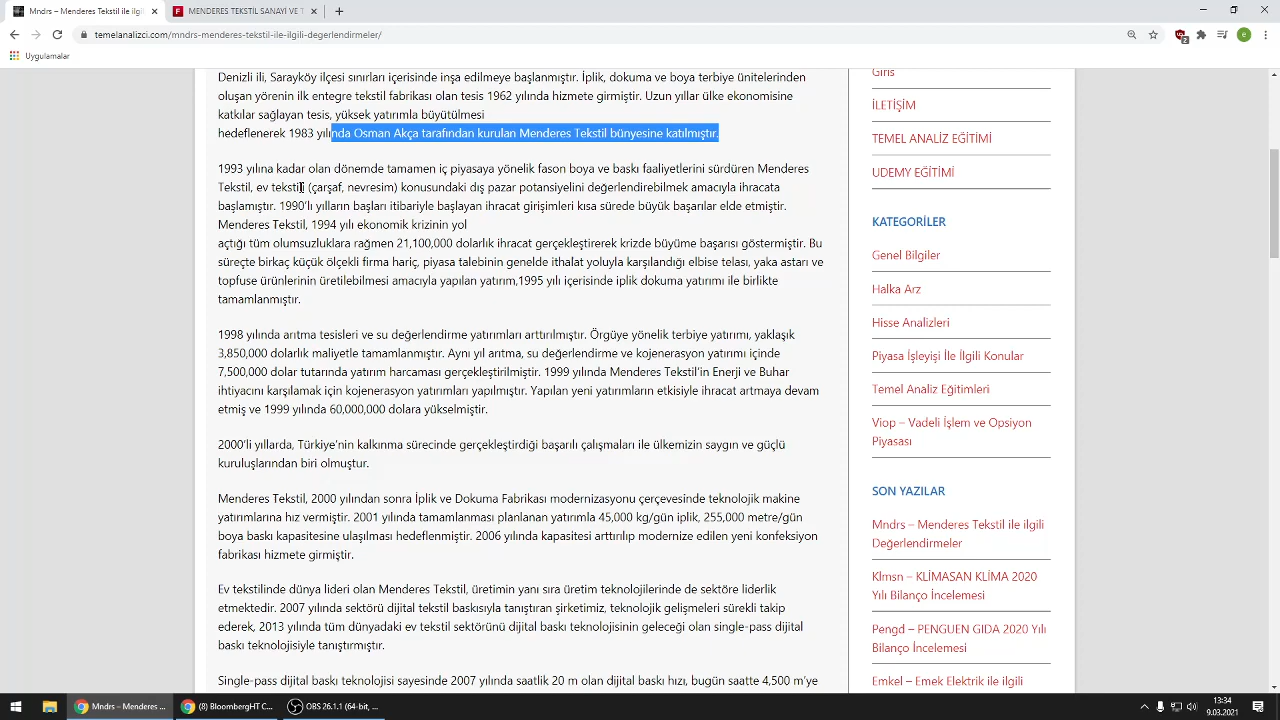 Mndrs – Menderes Tekstil ile ilgili
MENDERES TEKSTİL SANAYİ VE T
temelanalizci.com/mndrs-menderes-tekstil-ile-ilgili-degerlendirmeler/
2
e
Uygulamalar
Denizli ili, Sarayköy ilçesi sınırları içerisinde inşa edilmeye başlanmıştır. İplik, dokuma ve boya terbiye ünitelerinden
oluşan yörenin ilk entegre tekstil fabrikası olan tesis 1962 yılında hizmete girmiştir. Uzun yıllar ülke ekonomisine
katkılar sağlayan tesis, yüksek yatırımla büyütülmesi
hedeflenerek 1983 yılında Osman Akça tarafından kurulan Menderes Tekstil bünyesine katılmıştır.
1993 yılına kadar olan dönemde tamamen iç piyasaya yönelik fason boya ve baskı faaliyetlerini sürdüren Menderes
Tekstil, ev tekstili (çarşaf, nevresim) konusundaki dış pazar potansiyelini değerlendirebilmek amacıyla ihracata
başlamıştır. 1990'lı yılların başları itibariyle başlayan ihracat girişimleri kısa sürede büyük başarılar elde etmiştir.
Menderes Tekstil, 1994 yılı ekonomik krizinin yol
açtığı tüm olumsuzluklara rağmen 21,100,000 dolarlık ihracat gerçekleştirerek krizde büyüme başarısı göstermiştir. Bu
süreçte birkaç küçük ölçekli firma hariç, piyasa talebinin genelde ithalat yoluyla karşılandığı elbise telası, yaka astarı ve
topfuse ürünlerinin üretilebilmesi amacıyla yapılan yatırım,1995 yılı içerisinde iplik dokuma yatırımı ile birlikte
tamamlanmıştır.
1998 yılında arıtma tesisleri ve su değerlendirme yatırımları arttırılmıştır. Örgüye yönelik terbiye yatırımı, yaklaşık
3,850,000 dolarlık maliyetle tamamlanmıştır. Aynı yıl arıtma, su değerlendirme ve kojenerasyon yatırımı içinde
7,500,000 dolar tutarında yatırım harcaması gerçekleştirilmiştir. 1999 yılında Menderes Tekstil'in Enerji ve Buhar
ihtiyacını karşılamak için kojenerasyon yatırımları yapılmıştır. Yapılan yeni yatırımların etkisiyle ihracat artmaya devam
etmiş ve 1999 yılında 60,000,000 dolara yükselmiştir.
2000'li yıllarda, Türkiye'nin kalkınma sürecinde gerçekleştirdiği başarılı çalışmaları ile ülkemizin saygın ve güçlü
kuruluşlarından biri olmuştur.
Menderes Tekstil, 2000 yılından sonra İplik ve Dokuma Fabrikası modernizasyonu çerçevesinde teknolojik makine
yatırımlarına hız vermiştir. 2001 yılında tamamlanması planlanan yatırımla 45,000 kg/gün iplik, 255,000 metre/gün
boya baskı kapasitesine ulaşılması hedeflenmiştir. 2006 yılında kapasitesi arttırılıp modernize edilen yeni konfeksiyon
fabrikası hizmete girmiştir.
Ev tekstilinde dünya lideri olan Menderes Tekstil, üretimin yanı sıra üretim teknolojilerinde de sektöre liderlik
etmektedir. 2007 yılında sektörü dijital tekstil baskısıyla tanıştıran şirketimiz, teknolojik gelişmeleri sürekli takip
ederek, 2013 yılında tüm dünyadaki ev tekstil sektörünü dijital baskı teknolojisinin geleceği olan single-pass dijital
baskı teknolojisiyle tanıştırmıştır.
Single-pass dijital baskı teknolojisi sayesinde 2007 yılında saatlik 20 m olan dijital baskı hızı, bugün saatte 4,500 m'ye
Giriş
İLETİŞİM
TEMEL ANALİZ EĞİTİMİ
UDEMY EĞİTİMİ
KATEGORİLER
Genel Bilgiler
Halka Arz
Hisse Analizleri
Piyasa İşleyişi İle İlgili Konular
Temel Analiz Eğitimleri
Viop – Vadeli İşlem ve Opsiyon
Piyasası
SON YAZILAR
Mndrs – Menderes Tekstil ile ilgili
Değerlendirmeler
Klmsn – KLİMASAN KLİMA 2020
Yılı Bilanço İncelemesi
Pengd – PENGUEN GIDA 2020 Yılı
Bilanço İncelemesi
Emkel – Emek Elektrik ile ilgili
Mndrs – Menderes ...
(8) BloombergHT C...
OBS 26.1.1 (64-bit, ...
13:34
9.03.2021